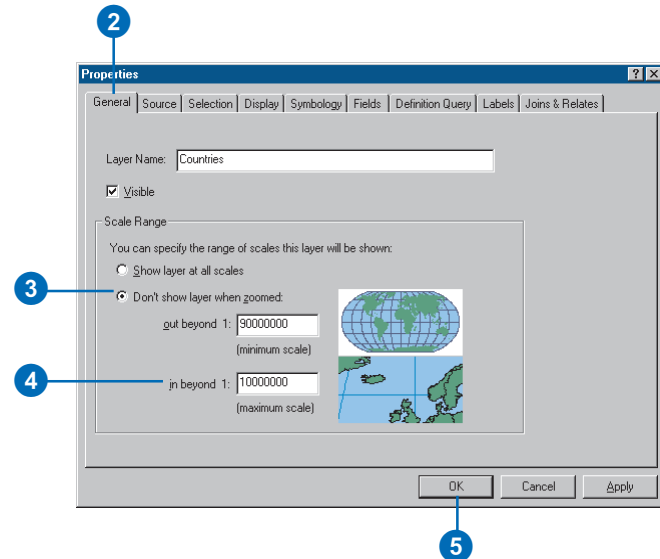 2
Properties
General Source Selection Display Symbology Fields Definition Query Labels Joins & Relates
Layer Name: Countries
Visible
Scale Range
You can specify the range of scales this layer will be shown:
Show layer at all scales
3
Don't show layer when zoomed:
out beyond 1: 90000000
(minimum scale)
4
in beyond 1: 10000000
(maximum scale)
OK Cancel Apply
5